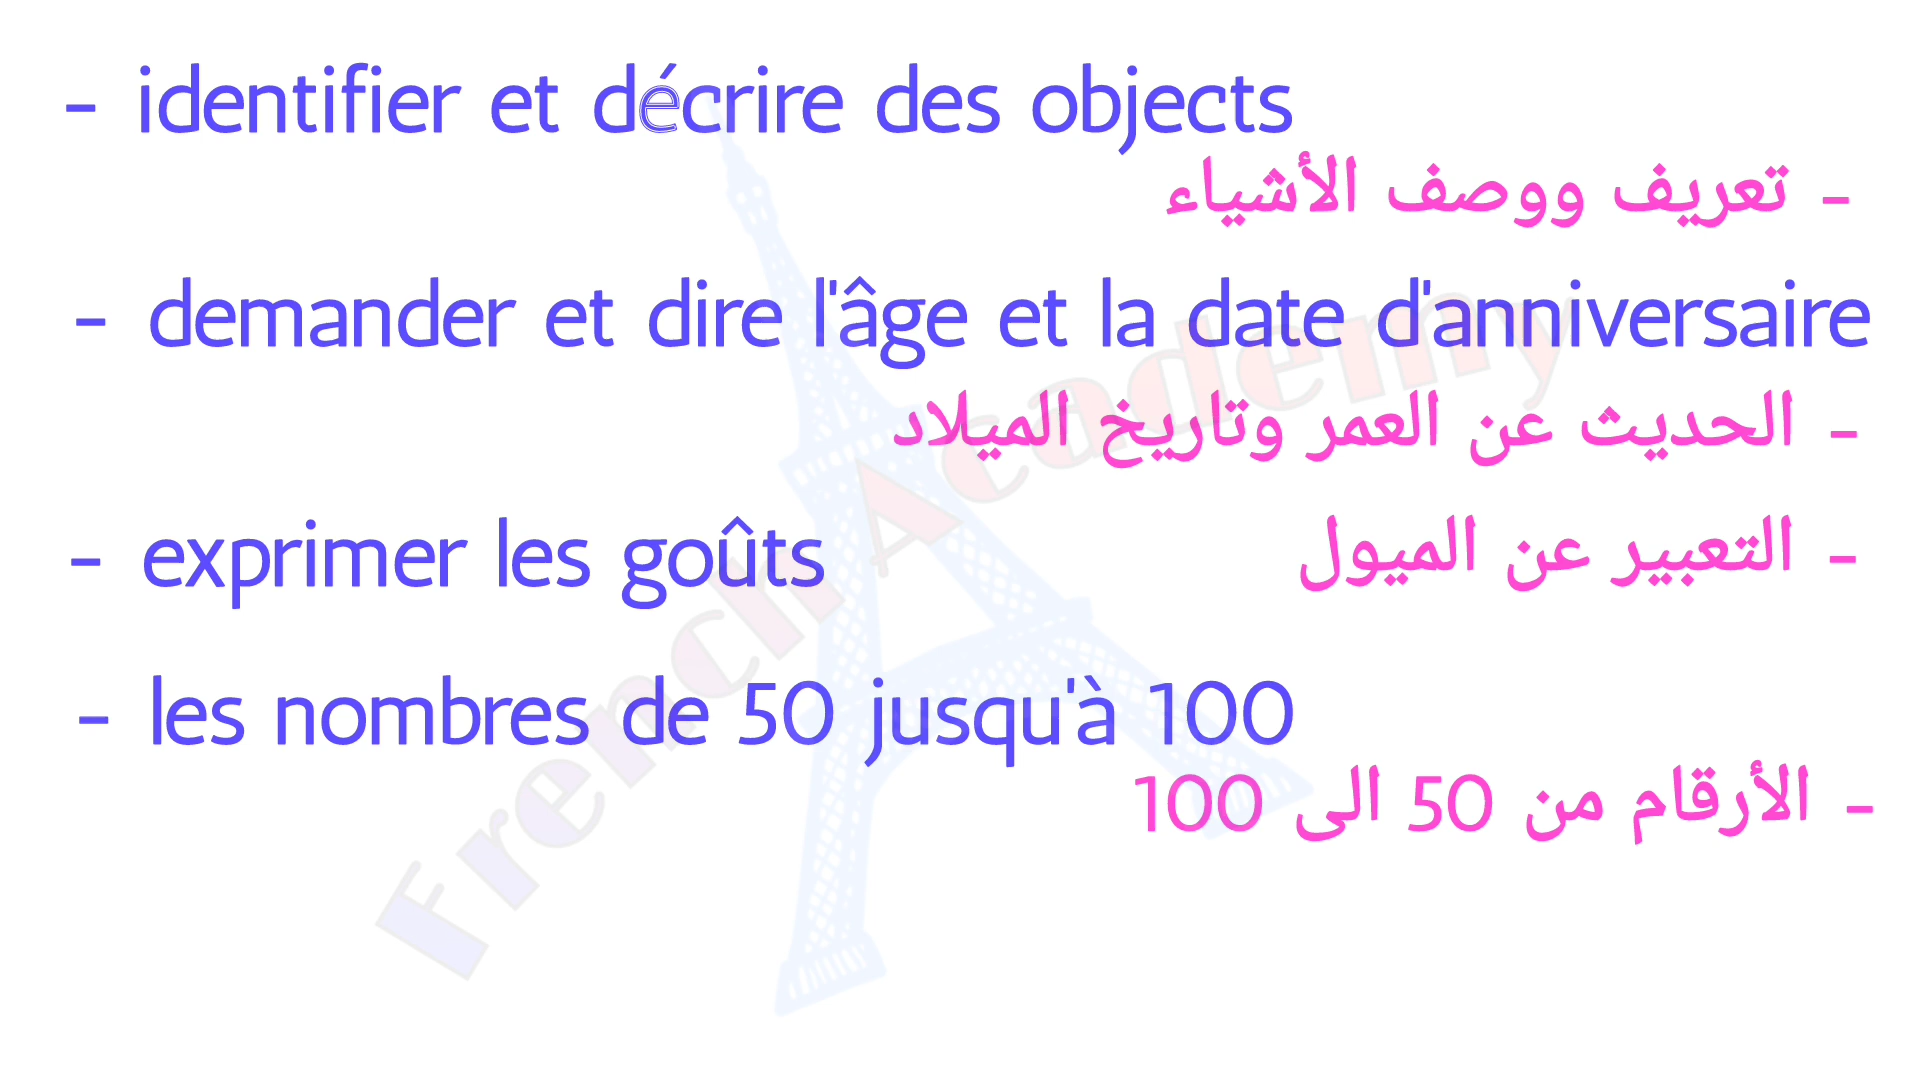 - identifier et décrire des objects
- تعريف ووصف الأشياء
- demander et dire l'âge et la date d'anniversaire
- الحديث عن العمر وتاريخ الميلاد
- exprimer les goûts
- التعبير عن الميول
- les nombres de 50 jusqu'à 100
- الأرقام من 50 الى 100
French Academy